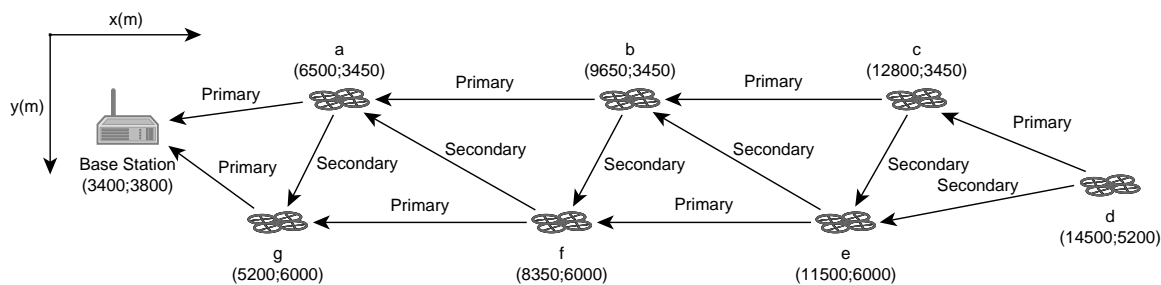 x(m)
y(m)
a
(6500;3450)
b
(9650;3450)
c
(12800;3450)
Primary
Primary
Primary
Primary
Base Station
(3400;3800)
Primary
Secondary
Secondary
Secondary
Secondary
Secondary
Secondary
Primary
Primary
d
(14500;5200)
g
(5200;6000)
f
(8350;6000)
e
(11500;6000)